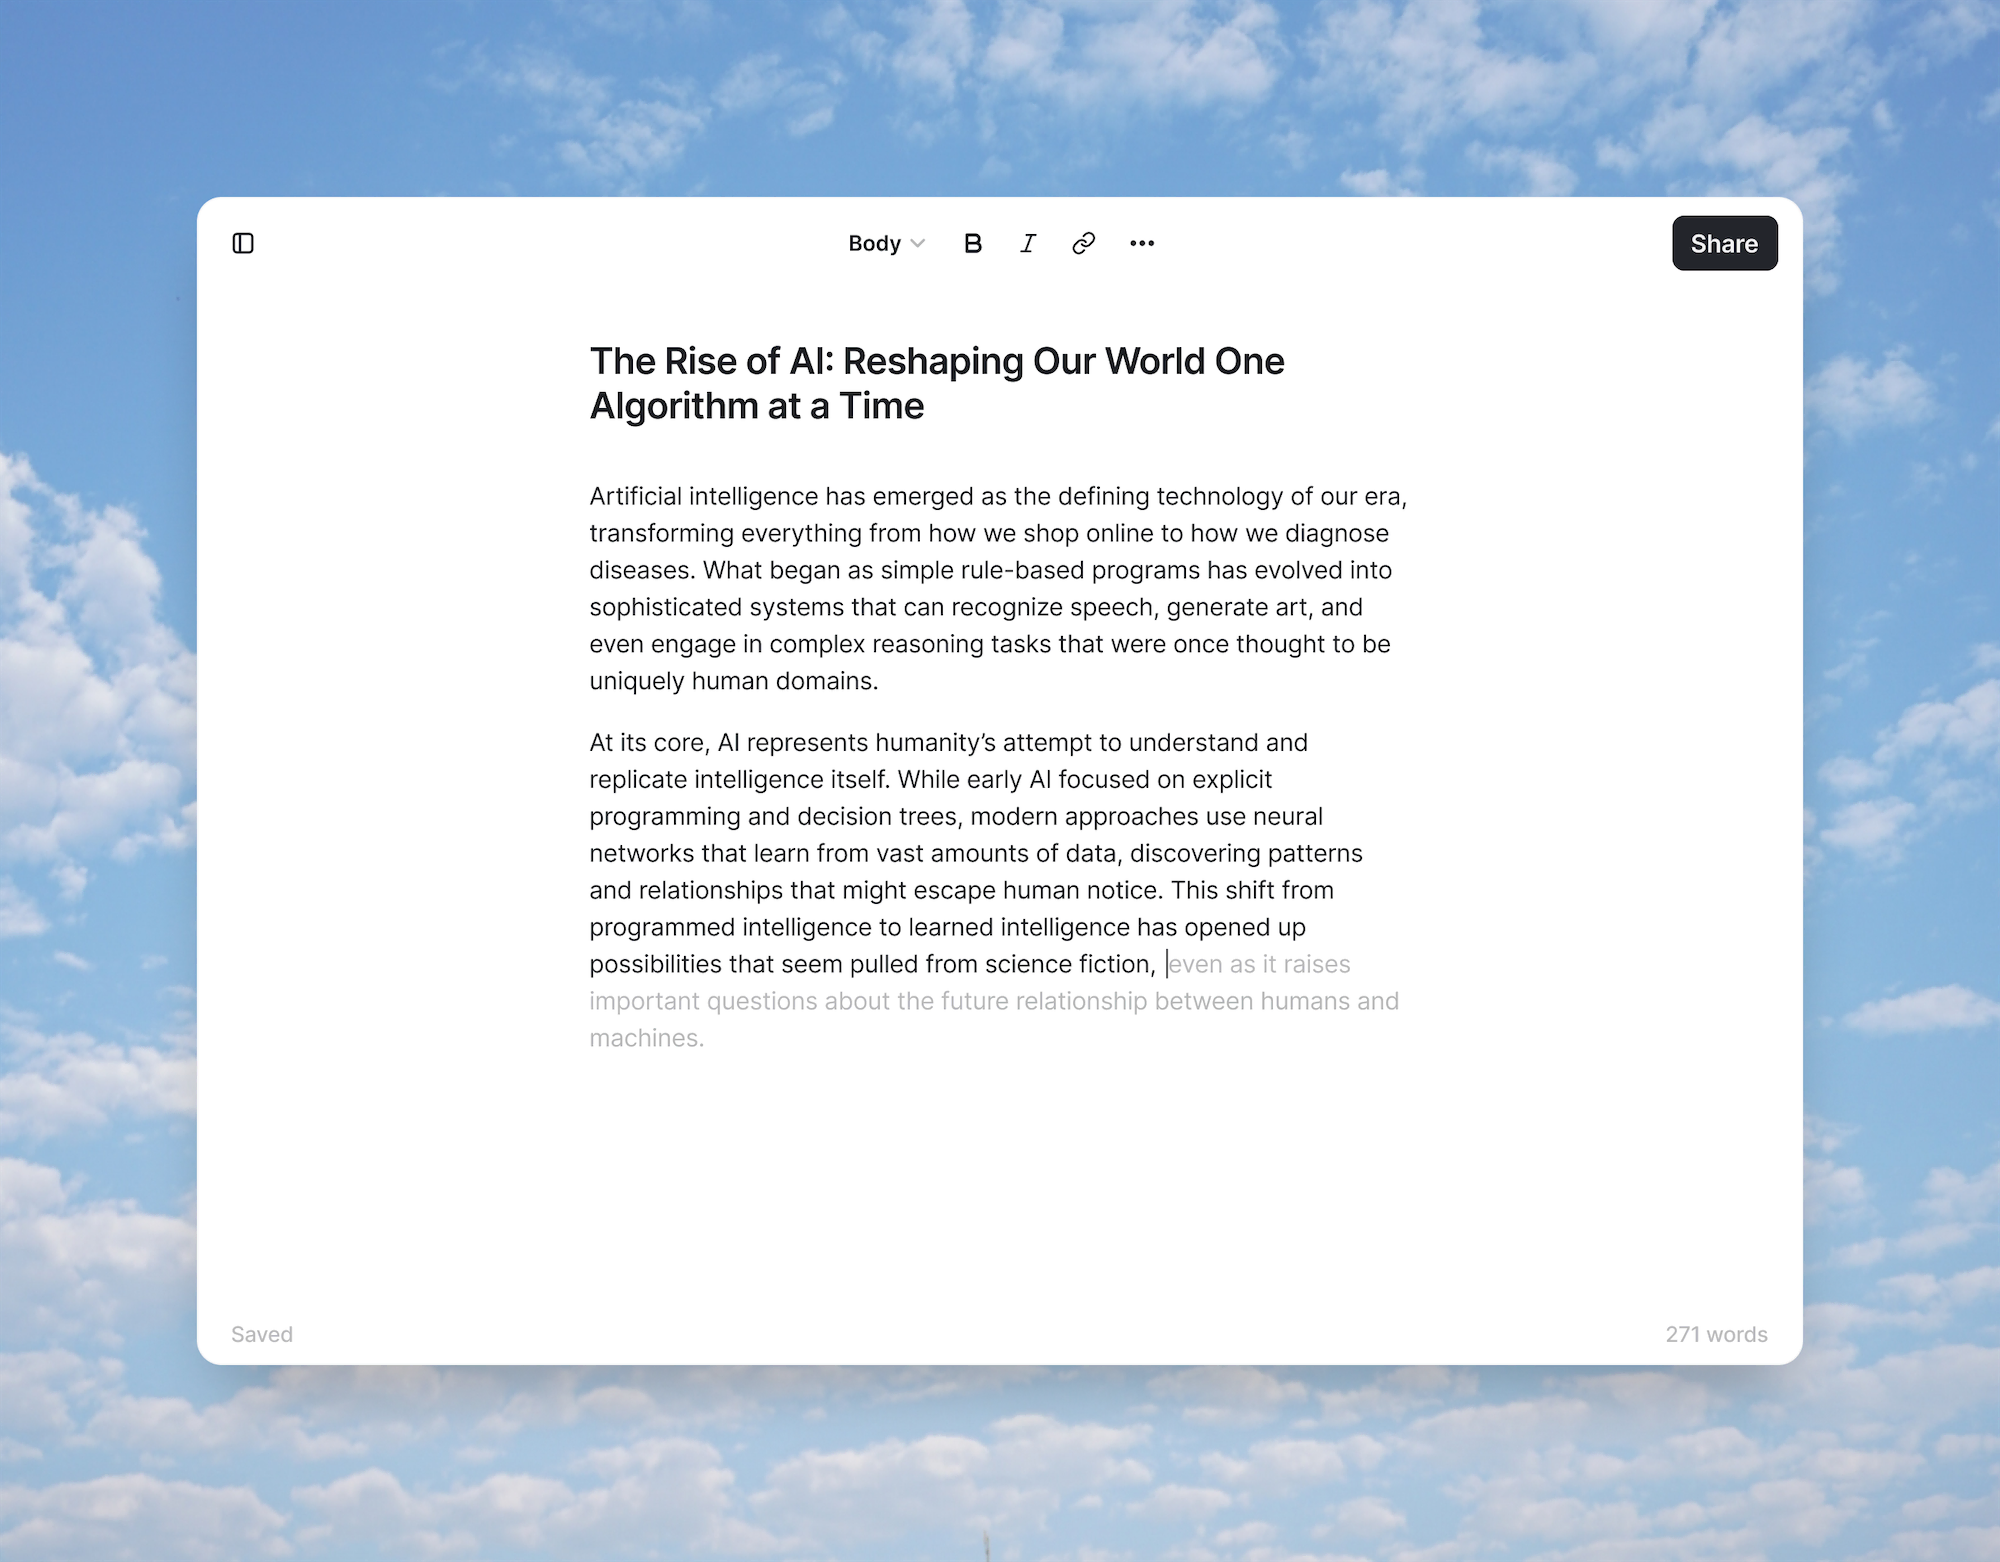 Body
Share
The Rise of AI: Reshaping Our World One
Algorithm at a Time
Artificial intelligence has emerged as the defining technology of our era,
transforming everything from how we shop online to how we diagnose
diseases. What began as simple rule-based programs has evolved into
sophisticated systems that can recognize speech, generate art, and
even engage in complex reasoning tasks that were once thought to be
uniquely human domains.
At its core, AI represents humanity’s attempt to understand and
replicate intelligence itself. While early AI focused on explicit
programming and decision trees, modern approaches use neural
networks that learn from vast amounts of data, discovering patterns
and relationships that might escape human notice. This shift from
programmed intelligence to learned intelligence has opened up
possibilities that seem pulled from science fiction, even as it raises
important questions about the future relationship between humans and
machines.
Saved
271 words